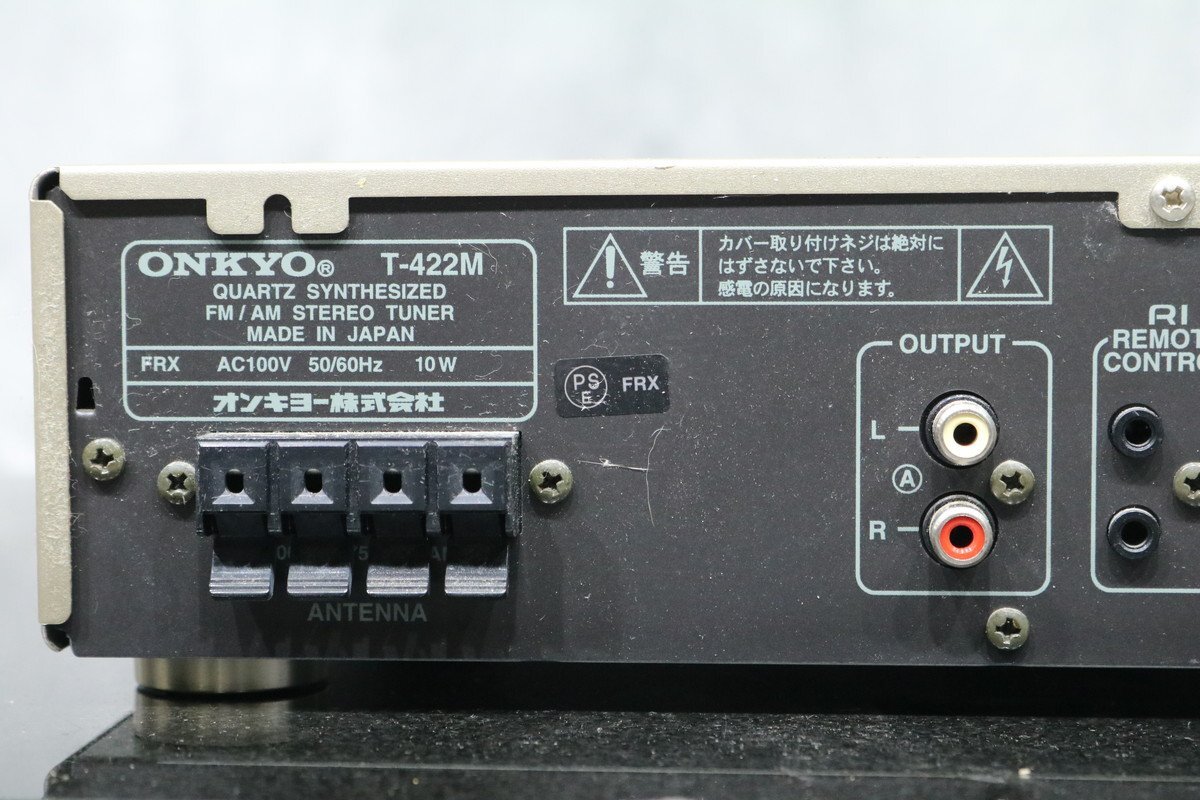 ONKYO® T-422M
QUARTZ SYNTHESIZED
FM/AM STEREO TUNER
MADE IN JAPAN
FRX AC100V 50/60Hz 10W
オンキヨー株式会社
警告
カバー取り付けネジは絶対に
はずさないで下さい。
感電の原因になります。
PS
E
FRX
OUTPUT
L
Ⓐ
R
RI
REMOT
CONTRO
ANTENNA